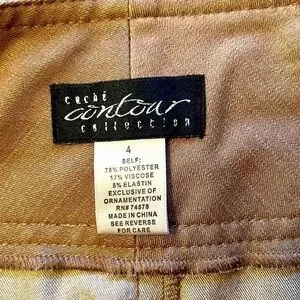 caché
contour
collection
4
SELF:
78% POLYESTER
17% VISCOSE
5% ELASTIN
EXCLUSIVE OF
ORNAMENTATION
RN# 74578
MADE IN CHINA
SEE REVERSE
FOR CARE